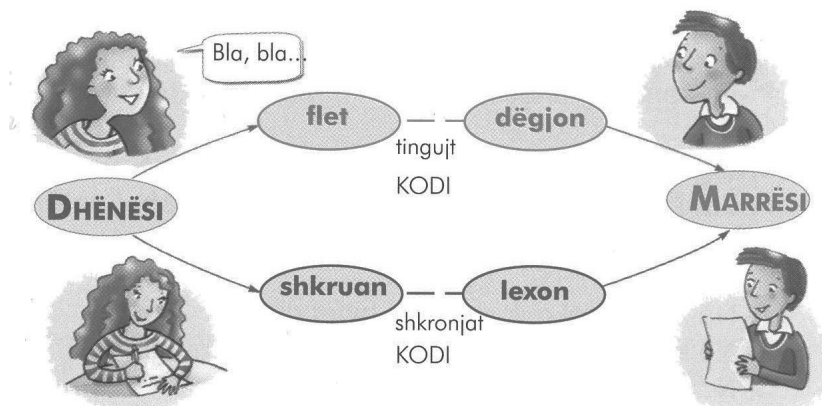 Bla, bla...
flet
dëgjon
tingujt
KODI
DHËNËSI
MARRËSI
shkruan
lexon
shkronjat
KODI